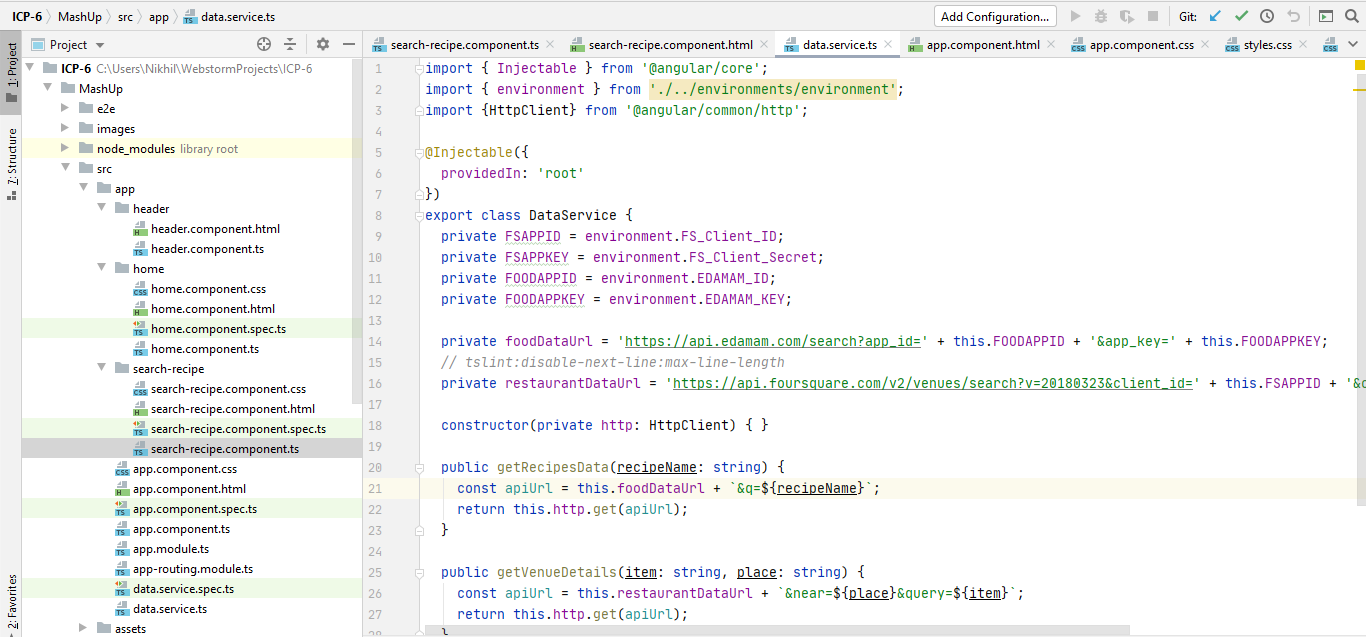 ICP-6 MashUp src app data.service.ts Add Configuration... Git:
Project
search-recipe.component.ts search-recipe.component.html data.service.ts app.component.html app.component.css styles.css
1: Project
7: Structure
2: Favorites
ICP-6 C:\Users\Nikhil\WebstormProjects\ICP-6
MashUp
e2e
images
node_modules library root
src
app
header
header.component.html
header.component.ts
home
home.component.css
home.component.html
home.component.spec.ts
home.component.ts
search-recipe
search-recipe.component.css
search-recipe.component.html
search-recipe.component.spec.ts
search-recipe.component.ts
app.component.css
app.component.html
app.component.spec.ts
app.component.ts
app.module.ts
app-routing.module.ts
data.service.spec.ts
data.service.ts
assets
1 import { Injectable } from '@angular/core';
2 import { environment } from './../environments/environment';
3 import {HttpClient} from '@angular/common/http';
4
5 @Injectable({
6 providedIn: 'root'
7 })
8 export class DataService {
9 private FSAPPID = environment.FS_Client_ID;
10 private FSAPPKEY = environment.FS_Client_Secret;
11 private FOODAPPID = environment.EDAMAM_ID;
12 private FOODAPPKEY = environment.EDAMAM_KEY;
13
14 private foodDataUrl = 'https://api.edamam.com/search?app_id=' + this.FOODAPPID + '&app_key=' + this.FOODAPPKEY;
15 // tslint:disable-next-line:max-line-length
16 private restaurantDataUrl = 'https://api.foursquare.com/v2/venues/search?v=20180323&client_id=' + this.FSAPPID + '&c
17
18 constructor(private http: HttpClient) { }
19
20 public getRecipesData(recipeName: string) {
21 const apiUrl = this.foodDataUrl + `&q=${recipeName}`;
22 return this.http.get(apiUrl);
23 }
24
25 public getVenueDetails(item: string, place: string) {
26 const apiUrl = this.restaurantDataUrl + `&near=${place}&query=${item}`;
27 return this.http.get(apiUrl);
28 }